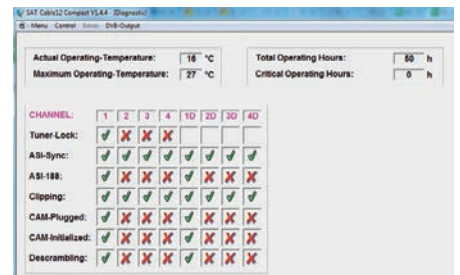 SAT Cable12 Compact V1.4.4 - [Diagnostic]
Menu Control Extras DVB-Output
Actual Operating-Temperature: 16 °C
Maximum Operating-Temperature: 27 °C
Total Operating Hours: 50 h
Critical Operating Hours: 0 h
CHANNEL: 1 2 3 4 1D 2D 3D 4D
Tuner-Lock:
ASI-Sync:
ASI-188:
Clipping:
CAM-Plugged:
CAM-Initialized:
Descrambling: